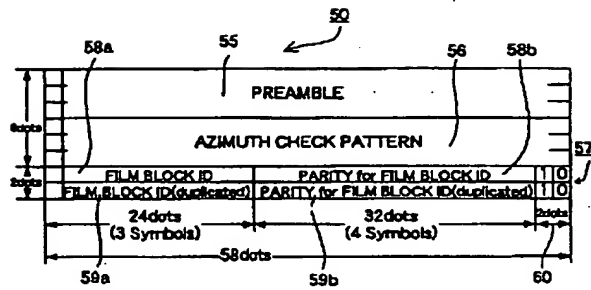 50
58a 55 56 58b
PREAMBLE
AZIMUTH CHECK PATTERN
8dots
57
2dots
FILM BLOCK ID PARITY for FILM BLOCK ID 1 0
FILM BLOCK ID(duplicated) PARITY for FILM BLOCK ID(duplicated) 1 0
24dots 32dots 2dots
(3 Symbols) (4 Symbols)
58dots
59a 59b 60